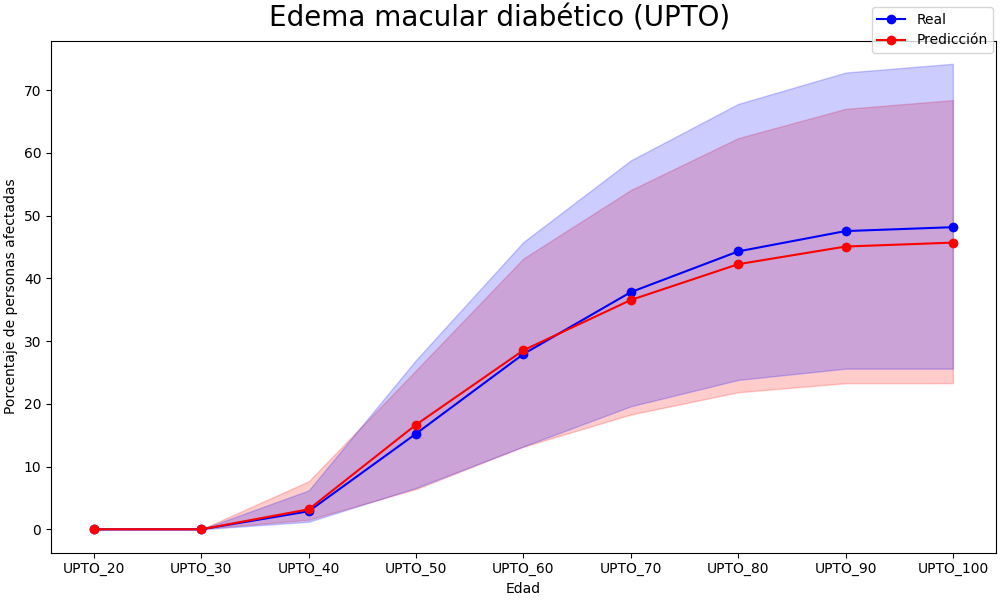 Edema macular diabético (UPTO)
Real
Predicción
Porcentaje de personas afectadas
70
60
50
40
30
20
10
0
UPTO_20 UPTO_30 UPTO_40 UPTO_50 UPTO_60 UPTO_70 UPTO_80 UPTO_90 UPTO_100
Edad